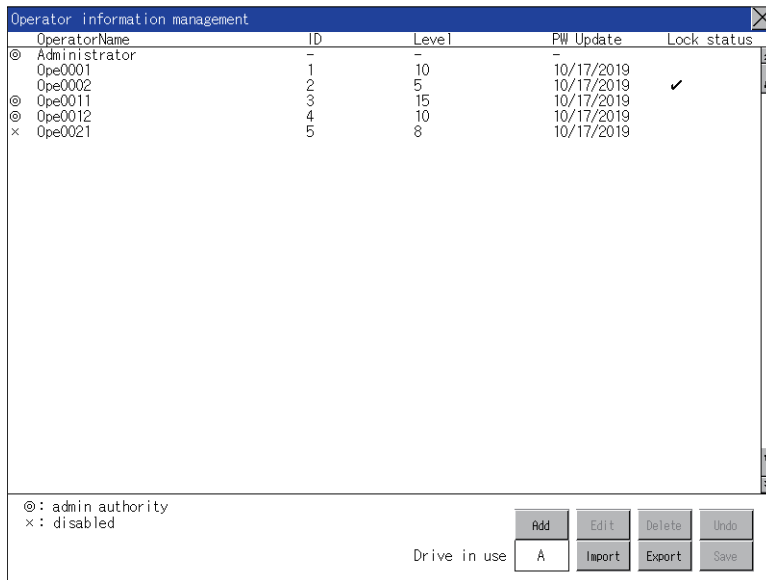 Operator information management
OperatorName ID Level PW Update Lock status
◎ Administrator - - -
Ope0001 1 10 10/17/2019
Ope0002 2 5 10/17/2019 ✔
◎ Ope0011 3 15 10/17/2019
◎ Ope0012 4 10 10/17/2019
× Ope0021 5 8 10/17/2019
◎: admin authority
×: disabled
Add Edit Delete Undo
Drive in use A Import Export Save